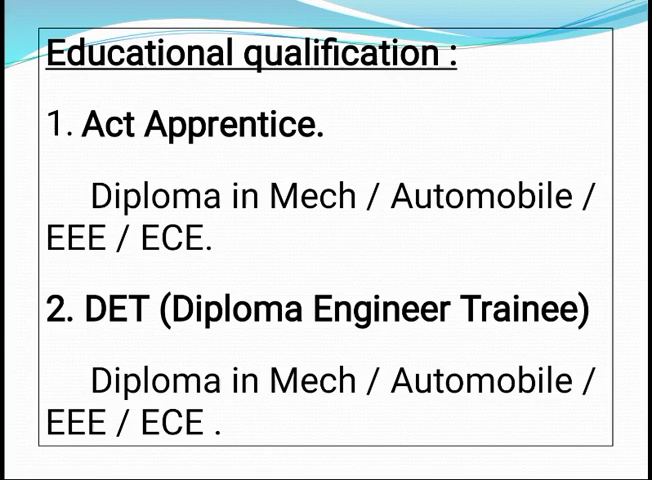 Educational qualification :
1. Act Apprentice.
Diploma in Mech / Automobile /
EEE / ECE.
2. DET (Diploma Engineer Trainee)
Diploma in Mech / Automobile /
EEE / ECE .